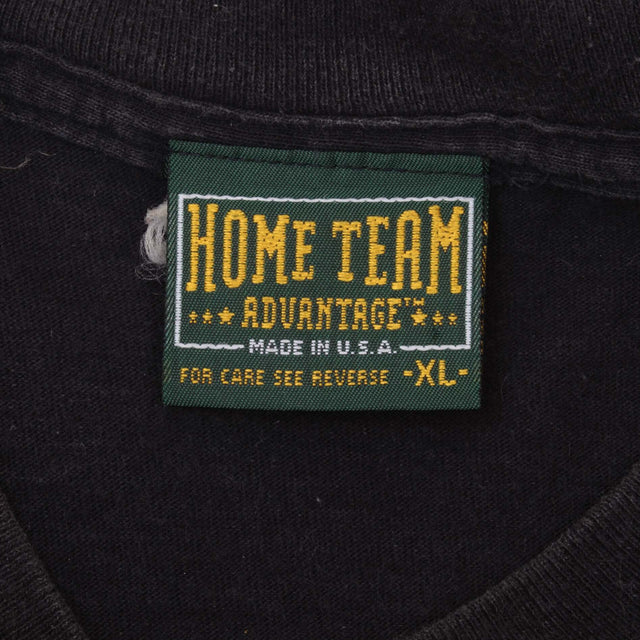 HOME TEAM
ADVANTAGE™
MADE IN U.S.A.
FOR CARE SEE REVERSE -XL-